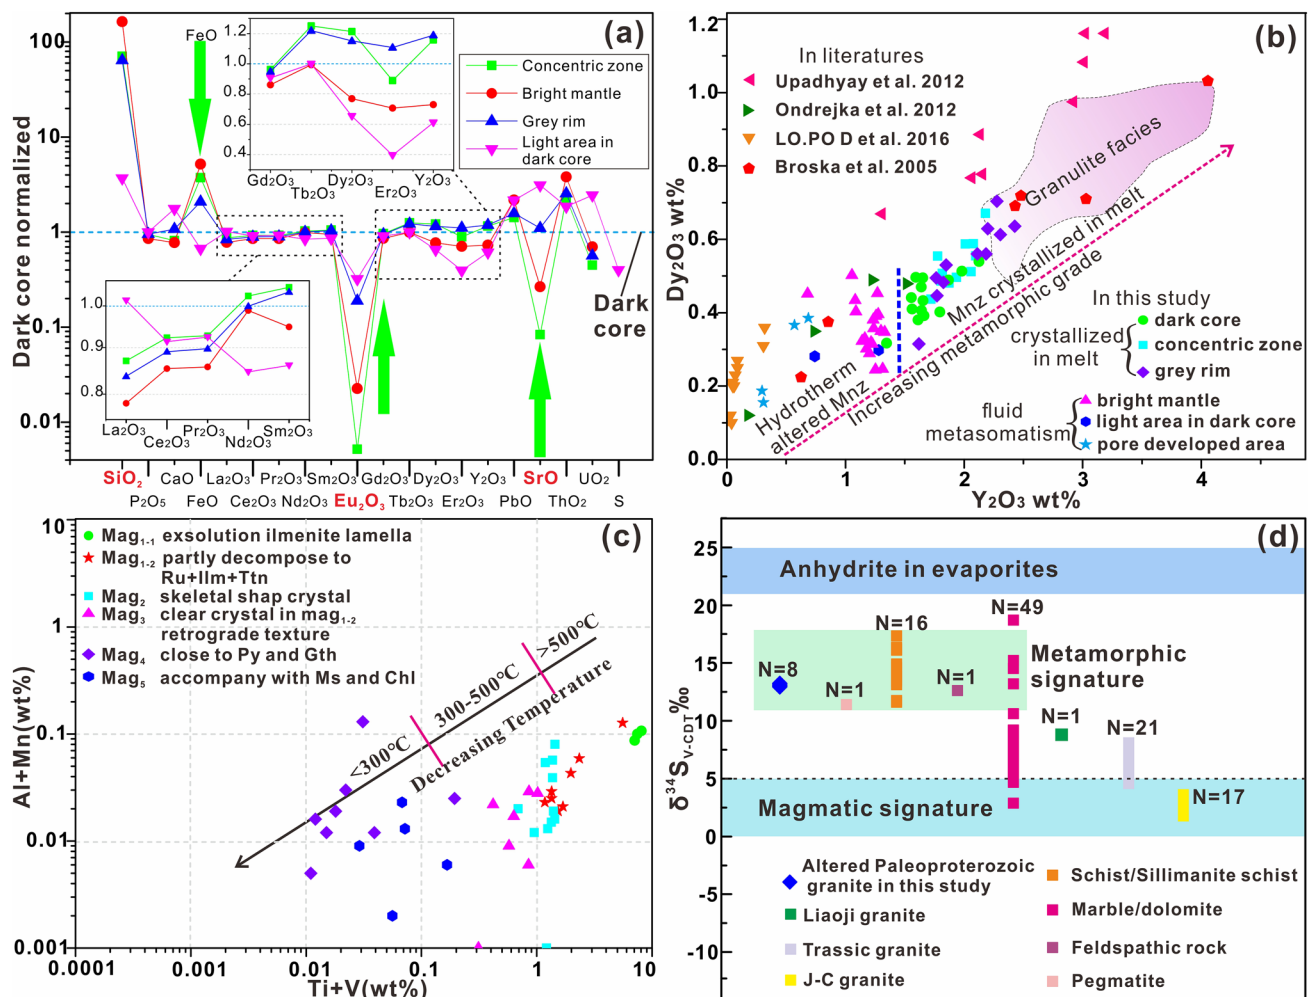 (a)
Dark core normalized
100
10
1
0.1
0.01
FeO
1.2
1.0
0.8
0.6
0.4
Gd₂O₃
Tb₂O₃
Dy₂O₃
Er₂O₃
Y₂O₃
Concentric zone
Bright mantle
Grey rim
Light area in
dark core
1.0
0.9
0.8
La₂O₃
Ce₂O₃
Pr₂O₃
Nd₂O₃
Sm₂O₃
Dark
core
SiO₂ CaO La₂O₃ Pr₂O₃ Sm₂O₃ Gd₂O₃ Dy₂O₃ Y₂O₃ SrO UO₂
P₂O₅ FeO Ce₂O₃ Nd₂O₃ Eu₂O₃ Tb₂O₃ Er₂O₃ PbO ThO₂ S
(b)
Dy₂O₃ wt%
1.2
1.0
0.8
0.6
0.4
0.2
0.0
In literatures
Upadhyay et al. 2012
Ondrejka et al. 2012
LO.PO D et al. 2016
Broska et al. 2005
Granulite facies
Mnz crystallized in melt
Increasing metamorphic grade
Hydrotherm
altered Mnz
In this study
crystallized
in melt
dark core
concentric zone
grey rim
fluid
metasomatism
bright mantle
light area in dark core
pore developed area
0 1 2 3 4
Y₂O₃ wt%
(c)
Al+Mn(wt%)
10
1
0.1
0.01
0.001
Mag₁₋₁ exsolution ilmenite lamella
Mag₁₋₂ partly decompose to
Ru+Ilm+Ttn
Mag₂ skeletal shap crystal
Mag₃ clear crystal in mag₁₋₂
retrograde texture
Mag₄ close to Py and Gth
Mag₅ accompany with Ms and Chl
>500℃
300-500℃
<300℃
Decreasing Temperature
0.0001 0.001 0.01 0.1 1 10
Ti+V(wt%)
(d)
δ³⁴S V-CDT‰
25
20
15
10
5
0
-5
-10
Anhydrite in evaporites
N=49
N=16
Metamorphic
signature
N=8
N=1
N=1
N=1
N=21
Magmatic signature
N=17
Altered Paleoproterozoic
granite in this study
Liaoji granite
Trassic granite
J-C granite
Schist/Sillimanite schist
Marble/dolomite
Feldspathic rock
Pegmatite